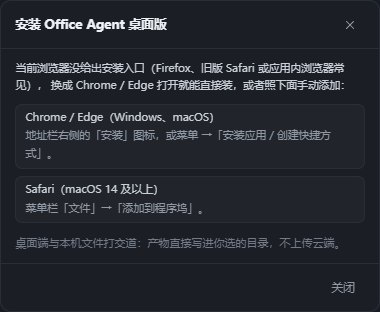 安装 Office Agent 桌面版
当前浏览器没给出安装入口（Firefox、旧版 Safari 或应用内浏览器常
见），换成 Chrome / Edge 打开就能直接装，或者照下面手动添加：
Chrome / Edge（Windows、macOS）
地址栏右侧的「安装」图标，或菜单 →「安装应用 / 创建快捷方
式」。
Safari（macOS 14 及以上）
菜单栏「文件」→「添加到程序坞」。
桌面端与本机文件打交道：产物直接写进你选的目录，不上传云端。
关闭